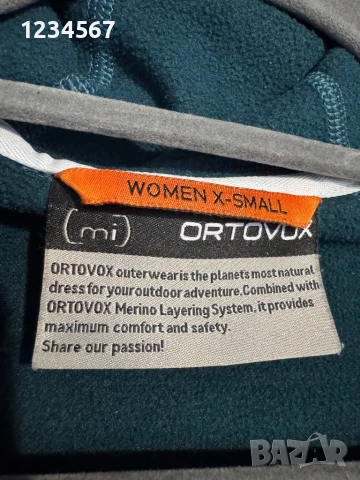 1234567
WOMEN X-SMALL
(mi) ORTOVOX
ORTOVOX outerwear is the planets most natural
dress for your outdoor adventure. Combined with
ORTOVOX Merino Layering System, it provides
maximum comfort and safety.
Share our passion!
BAZAR